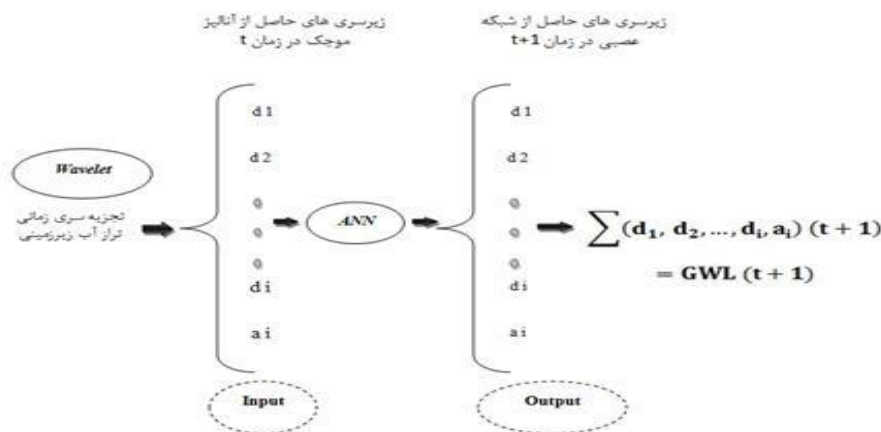 زیرسری های حاصل از آنالیز
موجک در زمان t
زیرسری های حاصل از شبکه
عصبی در زمان t+1
Wavelet
تجزیه سری زمانی
تراز آب زیرزمینی
d1
d2
di
ai
Input
ANN
d1
d2
di
ai
Output
∑(d₁, d₂, ..., dᵢ, aᵢ) (t + 1)
= GWL (t + 1)